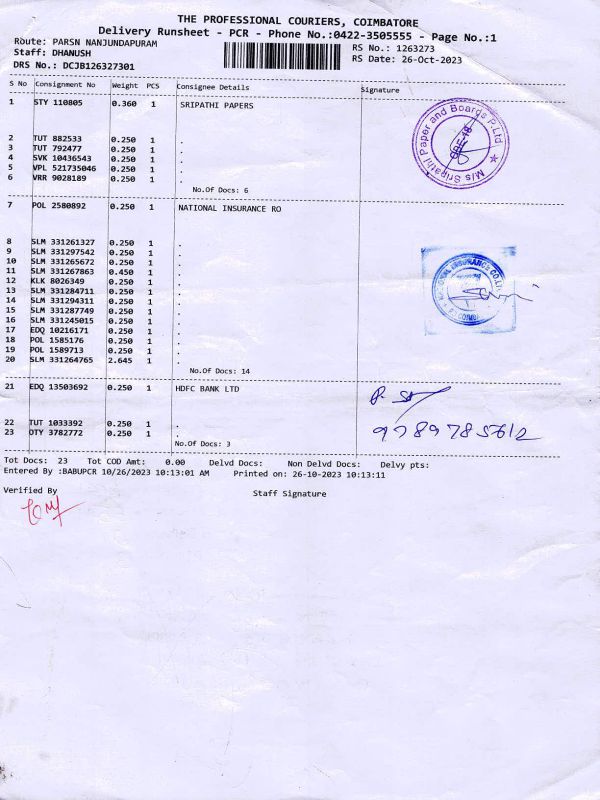 THE PROFESSIONAL COURIERS, COIMBATORE
Delivery Runsheet - PCR - Phone No.:0422-3505555 - Page No.:1
Route: PARSN NANJUNDAPURAM
Staff: DHANUSH
RS No.: 1263273
DRS No.: DCJB126327301
RS Date: 26-Oct-2023
S No Consignment No Weight PCS Consignee Details Signature
1 STY 110805 0.360 1 SRIPATHI PAPERS
M/s Sripathi Paper and Boards P.Ltd
2 TUT 882533 0.250 1 .
3 TUT 792477 0.250 1 .
4 SVK 10436543 0.250 1 .
5 VPL 521735046 0.250 1 .
6 VRR 9028189 0.250 1 .
No.Of Docs: 6
7 POL 2580892 0.250 1 NATIONAL INSURANCE RO
8 SLM 331261327 0.250 1 .
9 SLM 331297542 0.250 1 .
10 SLM 331265672 0.250 1 .
11 SLM 331267863 0.450 1 .
12 KLK 8026349 0.250 1 .
13 SLM 331284711 0.250 1 .
14 SLM 331294311 0.250 1 .
15 SLM 331287749 0.250 1 .
16 SLM 331245015 0.250 1 .
17 EDQ 10216171 0.250 1 .
18 POL 1585176 0.250 1 .
19 POL 1589713 0.250 1 .
20 SLM 331264765 2.645 1 .
No.Of Docs: 14
21 EDQ 13503692 0.250 1 HDFC BANK LTD
22 TUT 1033392 0.250 1 .
23 OTY 3782772 0.250 1 .
9789785612
No.Of Docs: 3
Tot Docs: 23 Tot COD Amt: 0.00 Delvd Docs: Non Delvd Docs: Delvy pts:
Entered By :BABUPCR 10/26/2023 10:13:01 AM Printed on: 26-10-2023 10:13:11
Verified By
Staff Signature